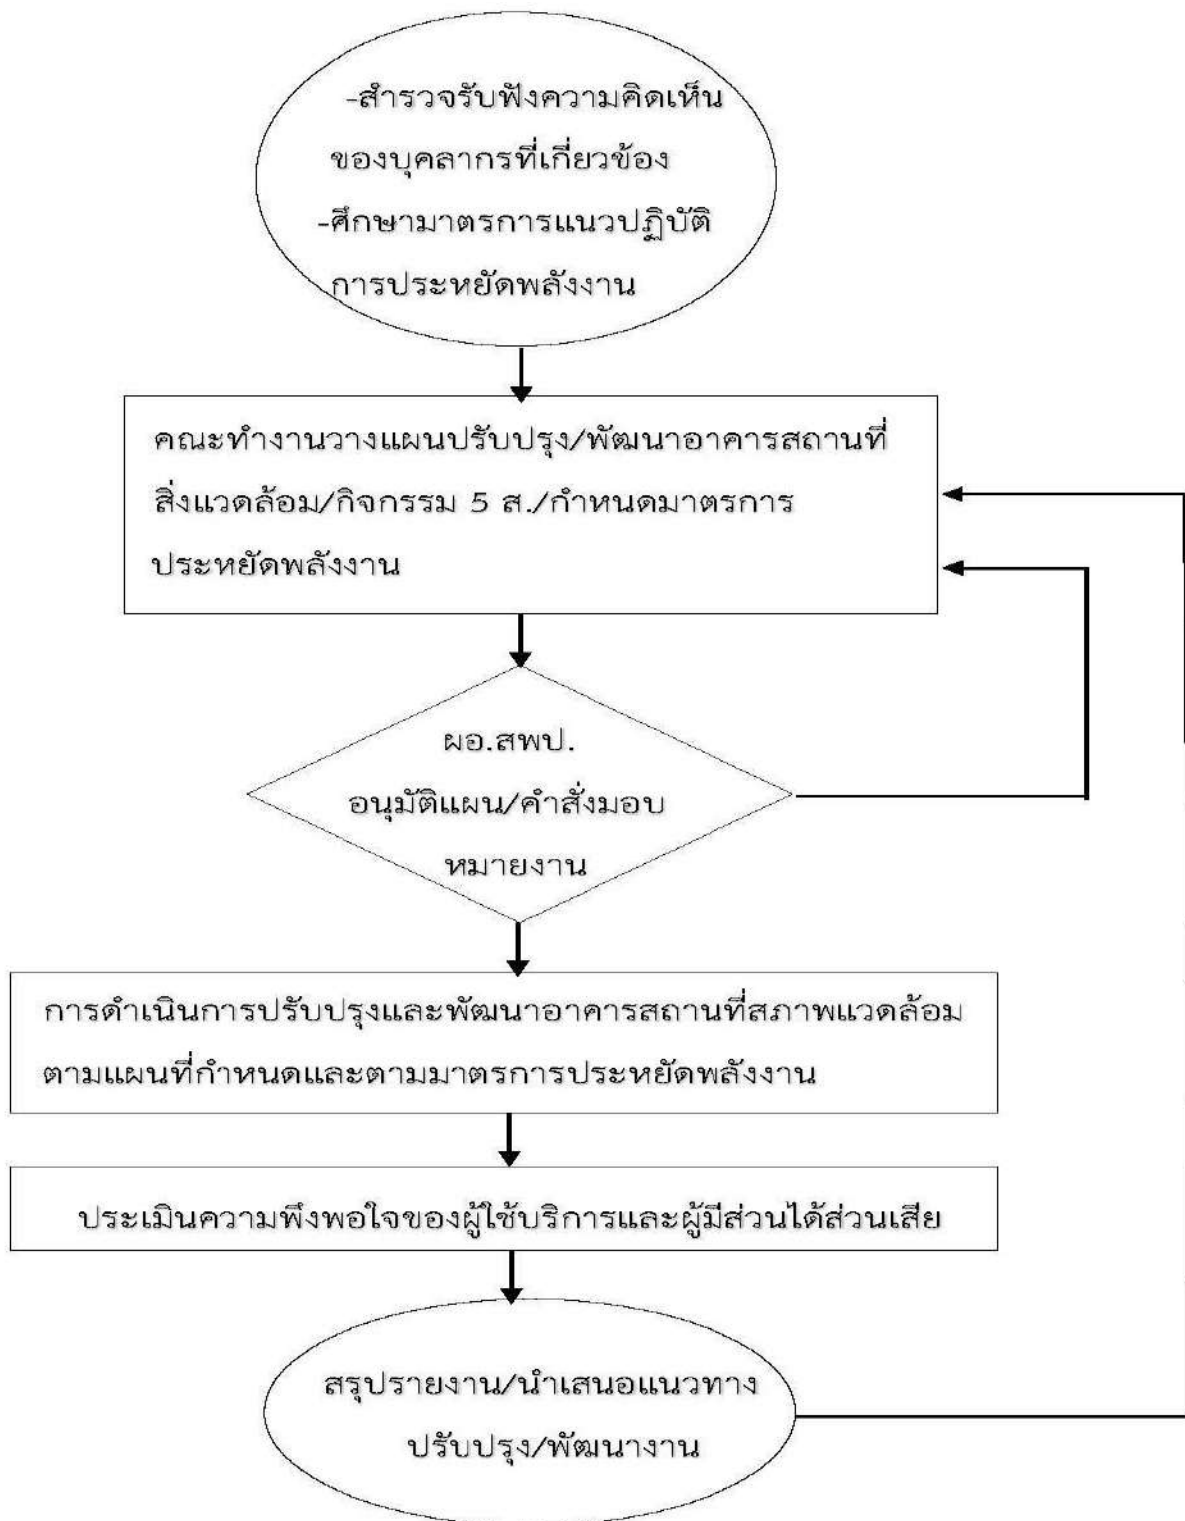 -สำรวจรับฟังความคิดเห็น
ของบุคลากรที่เกี่ยวข้อง
-ศึกษามาตรการแนวปฏิบัติ
การประหยัดพลังงาน
คณะทำงานวางแผนปรับปรุง/พัฒนาอาคารสถานที่
สิ่งแวดล้อม/กิจกรรม 5 ส./กำหนดมาตรการ
ประหยัดพลังงาน
ผอ.สพป.
อนุมัติแผน/คำสั่งมอบ
หมายงาน
การดำเนินการปรับปรุงและพัฒนาอาคารสถานที่สภาพแวดล้อม
ตามแผนที่กำหนดและตามมาตรการประหยัดพลังงาน
ประเมินความพึงพอใจของผู้ใช้บริการและผู้มีส่วนได้ส่วนเสีย
สรุปรายงาน/นำเสนอแนวทาง
ปรับปรุง/พัฒนางาน